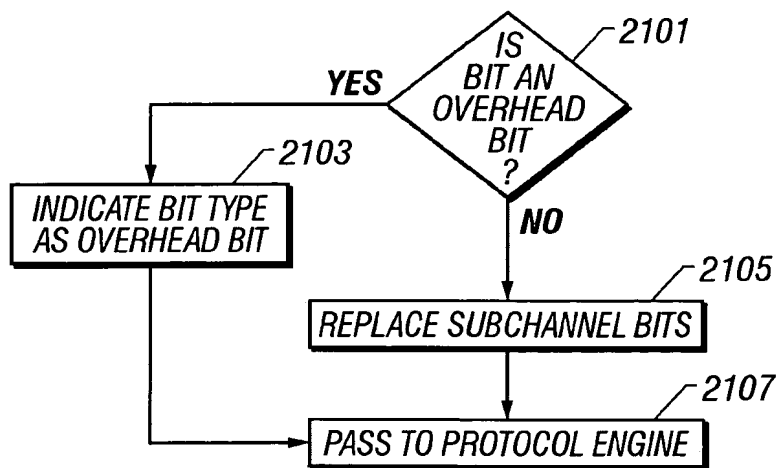 2101
IS
BIT AN
OVERHEAD
BIT
?
YES
2103
INDICATE BIT TYPE
AS OVERHEAD BIT
NO
2105
REPLACE SUBCHANNEL BITS
2107
PASS TO PROTOCOL ENGINE